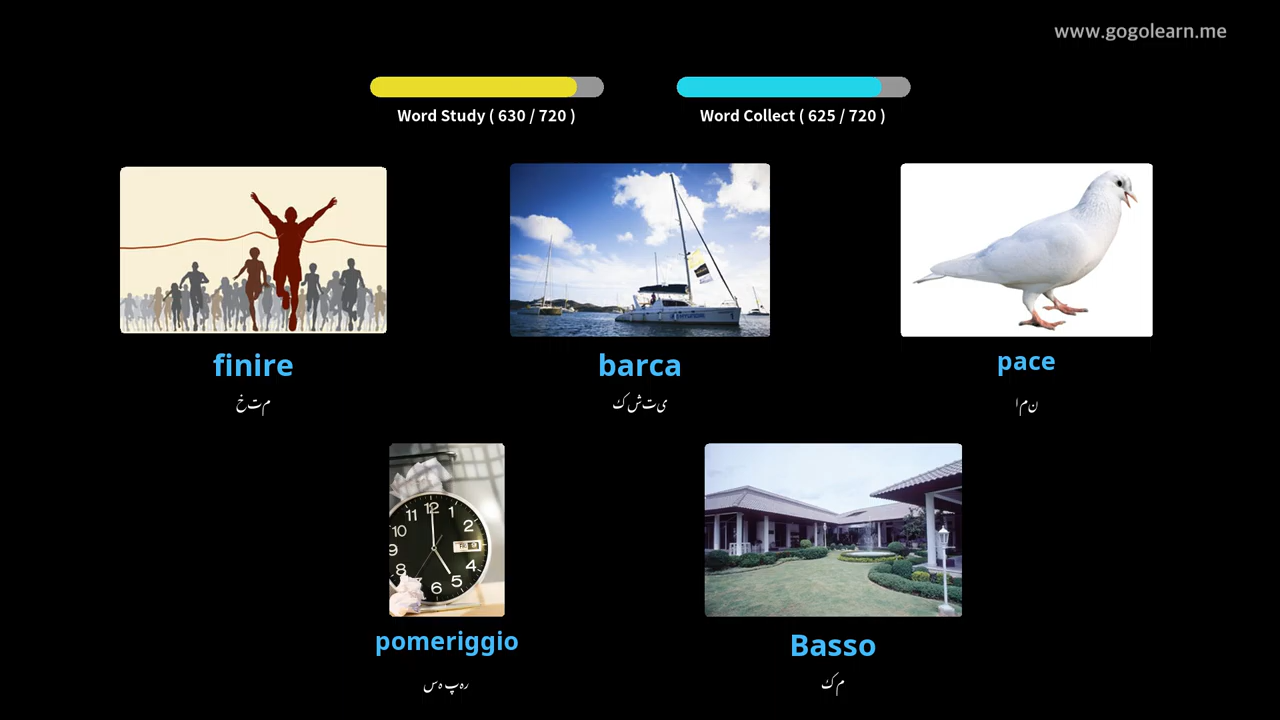 www.gogolearn.me
Word Study ( 630 / 720 )
Word Collect ( 625 / 720 )
finire
ختم
barca
کشتی
pace
امن
pomeriggio
سہ پہر
Basso
کم